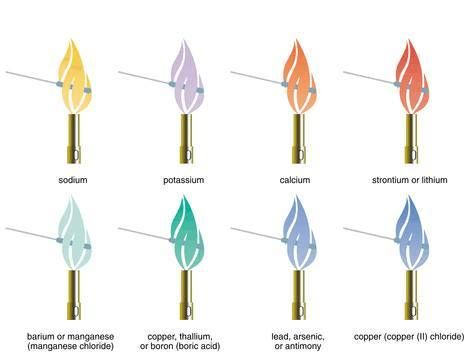 sodium
potassium
calcium
strontium or lithium
barium or manganese
(manganese chloride)
copper, thallium,
or boron (boric acid)
lead, arsenic,
or antimony
copper (copper (II) chloride)